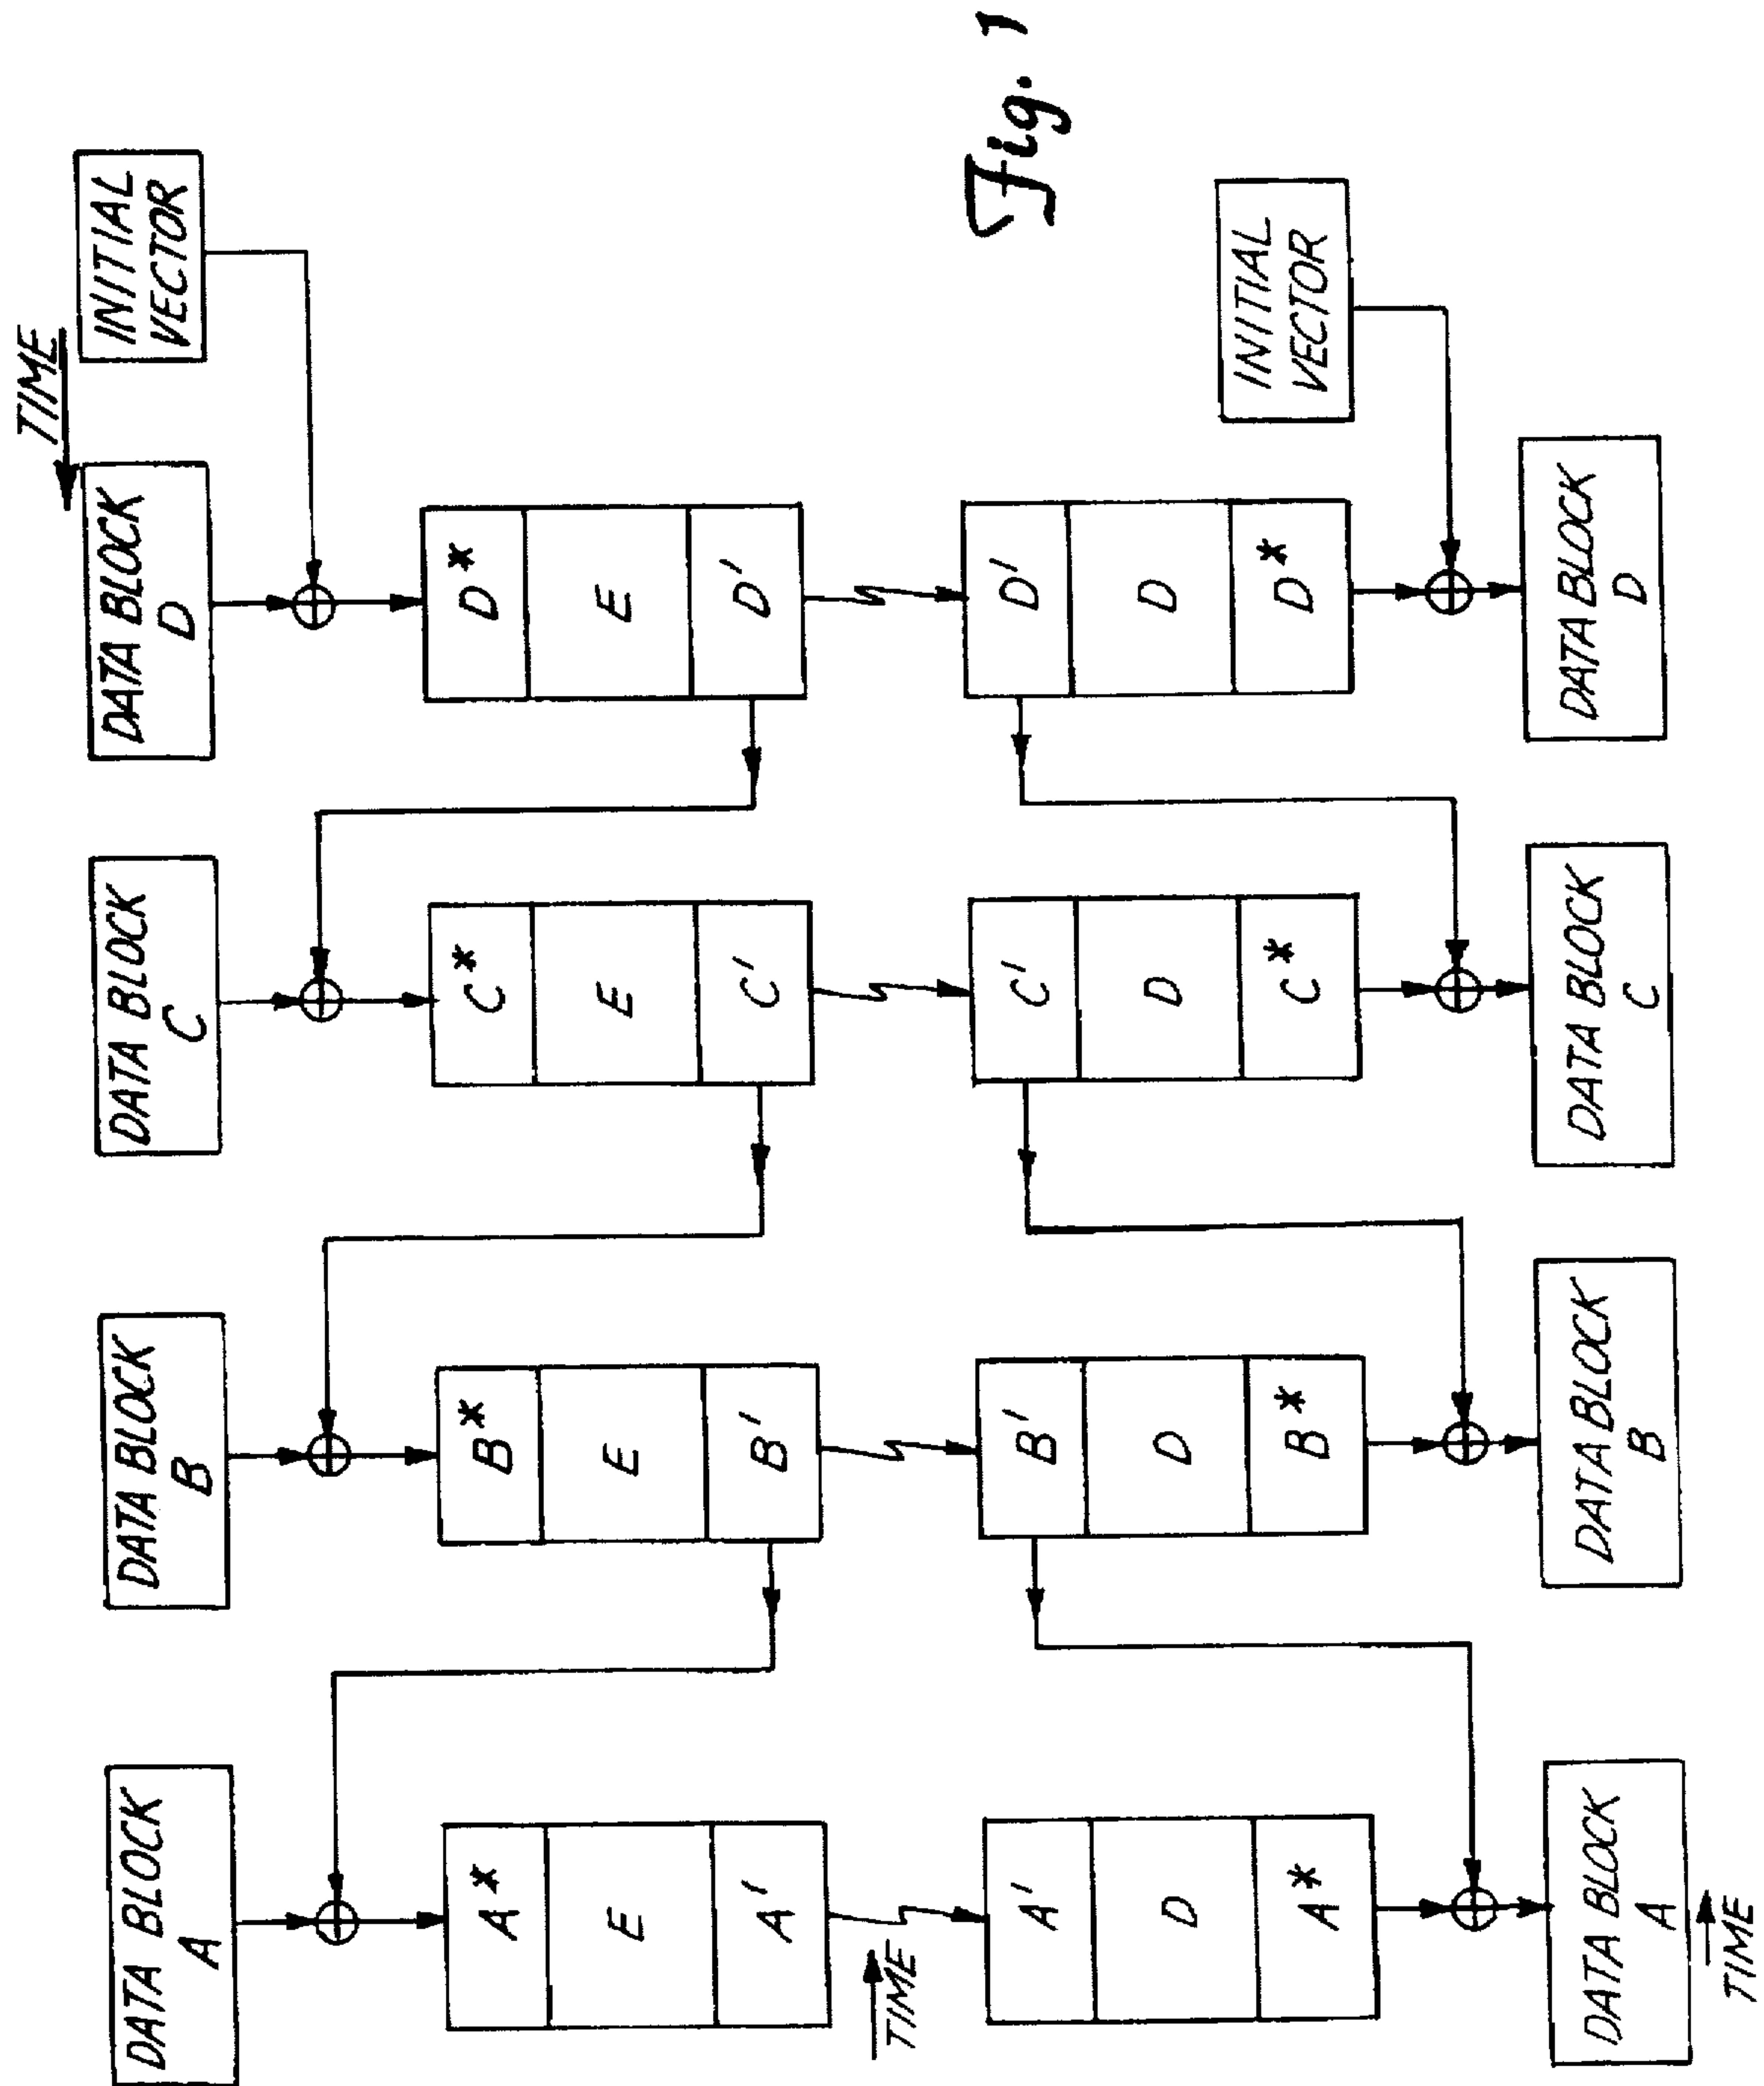 TIME
DATA BLOCK
A
DATA BLOCK
B
DATA BLOCK
C
DATA BLOCK
D
INITIAL
VECTOR
A*
E
A'
B*
E
B'
C*
E
C'
D*
E
D'
TIME
A'
D
A*
B'
D
B*
C'
D
C*
D'
D
D*
Fig. 1
INITIAL
VECTOR
DATA BLOCK
A
DATA BLOCK
B
DATA BLOCK
C
DATA BLOCK
D
TIME